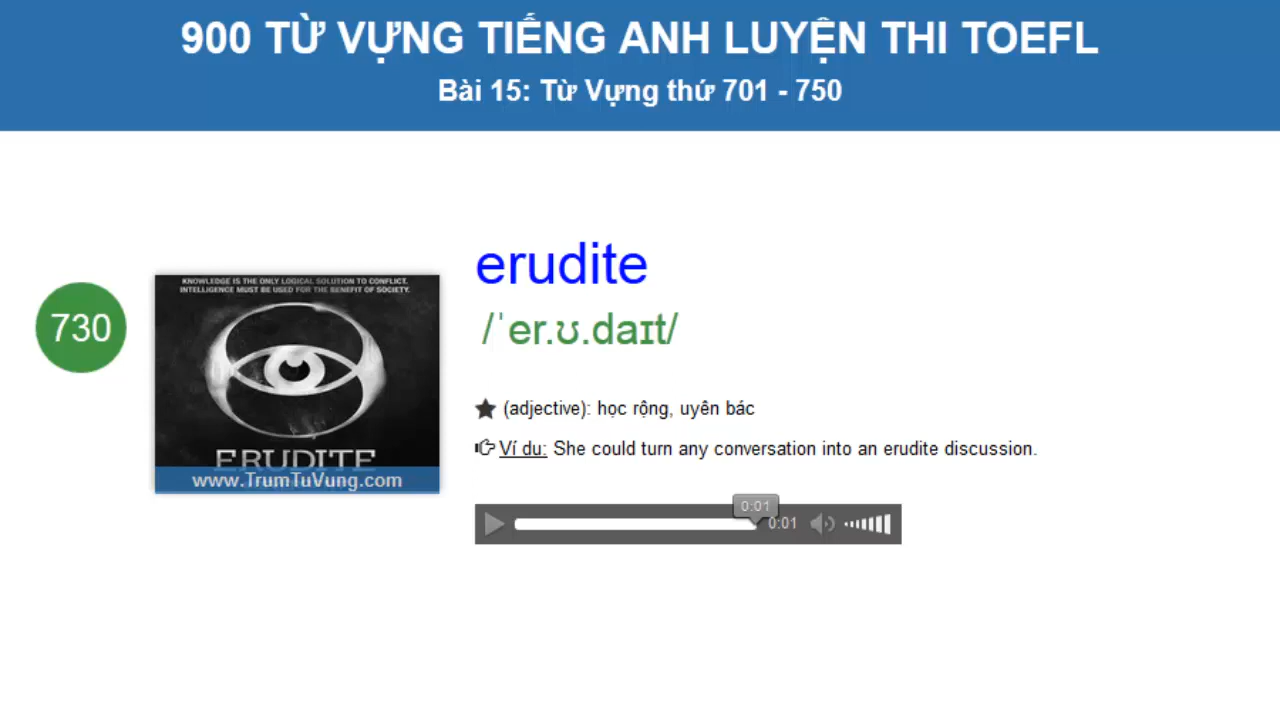 900 TỪ VỰNG TIẾNG ANH LUYỆN THI TOEFL
Bài 15: Từ Vựng thứ 701 - 750
730
KNOWLEDGE IS THE ONLY LOGICAL SOLUTION TO CONFLICT.
INTELLIGENCE MUST BE USED FOR THE BENEFIT OF SOCIETY.
ERUDITE
www.TrumTuVung.com
erudite
/ˈer.ʊ.daɪt/
(adjective): học rộng, uyên bác
Ví du: She could turn any conversation into an erudite discussion.
0:01
0:01